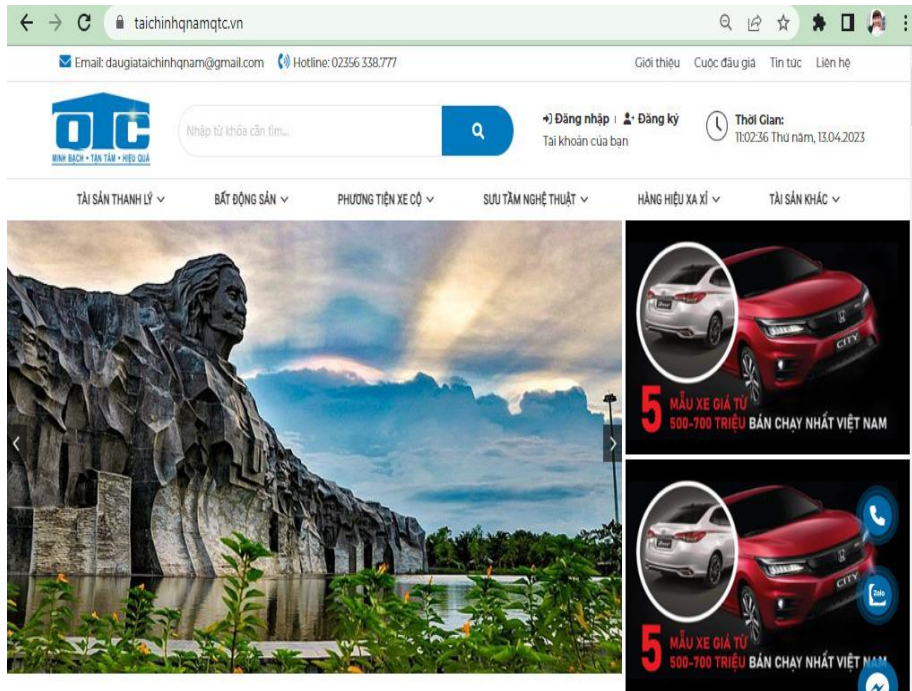 taichinhqnamqtc.vn
Email: daugiataichinhqnam@gmail.com Hotline: 02356 338.777 Giới thiệu Cuộc đấu giá Tin tức Liên hệ
QTC
MINH BẠCH • TẬN TÂM • HIỆU QUẢ
Nhập từ khóa cần tìm...
Đăng nhập | Đăng ký
Tài khoản của bạn
Thời Gian:
11:02:36 Thứ năm, 13.04.2023
TÀI SẢN THANH LÝ BẤT ĐỘNG SẢN PHƯƠNG TIỆN XE CỘ SƯU TẦM NGHỆ THUẬT HÀNG HIỆU XA XỈ TÀI SẢN KHÁC
CITY
5 MẪU XE GIÁ TỪ
500-700 TRIỆU BÁN CHẠY NHẤT VIỆT NAM
CITY
Zalo
5 MẪU XE GIÁ TỪ
500-700 TRIỆU BÁN CHẠY NHẤT VIỆT NAM